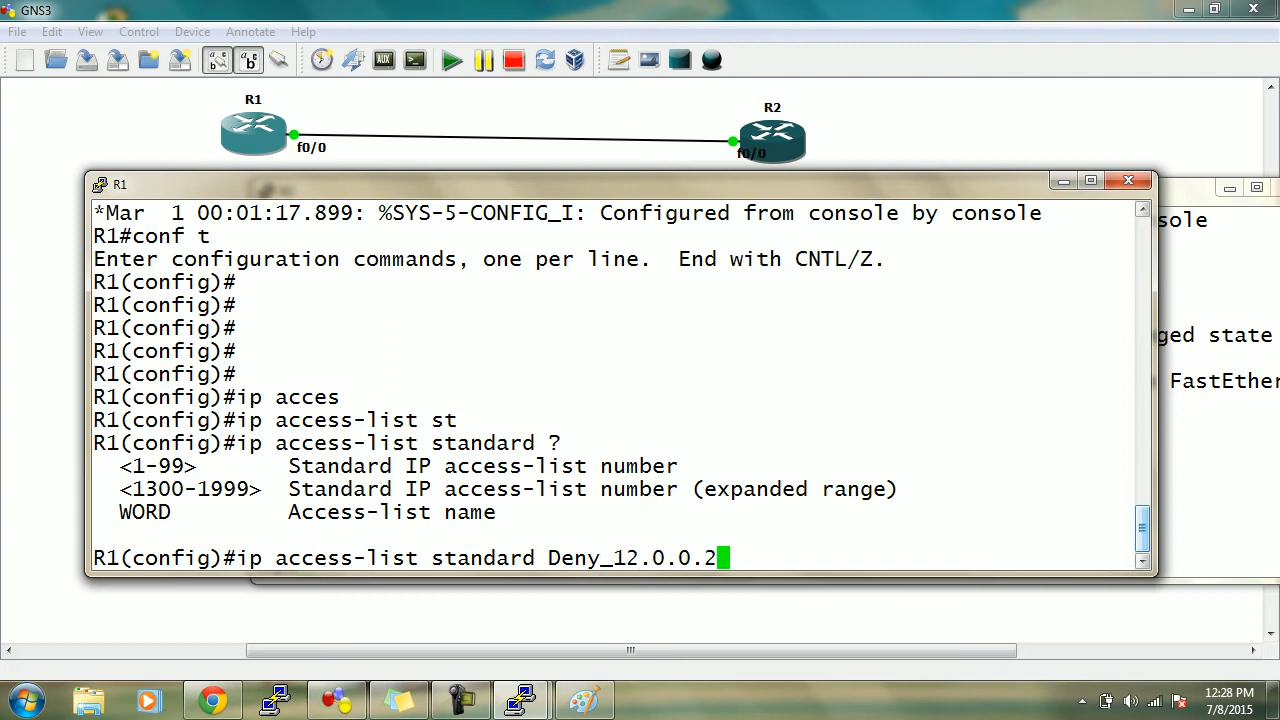 GNS3
File Edit View Control Device Annotate
abc a b c AUX >_
R1
R2
f0/0
f0/0
R1
*Mar  1 00:01:17.899: %SYS-5-CONFIG_I: Configured from console by console
R1#conf t
Enter configuration commands, one per line.  End with CNTL/Z.
R1(config)#
R1(config)#
R1(config)#
R1(config)#
R1(config)#
R1(config)#ip acces
R1(config)#ip access-list st
R1(config)#ip access-list standard ?
<1-99>       Standard IP access-list number
<1300-1999>  Standard IP access-list number (expanded range)
WORD         Access-list name
R1(config)#ip access-list standard Deny_12.0.0.2
sole
ged state
FastEther
12:28 PM
7/8/2015